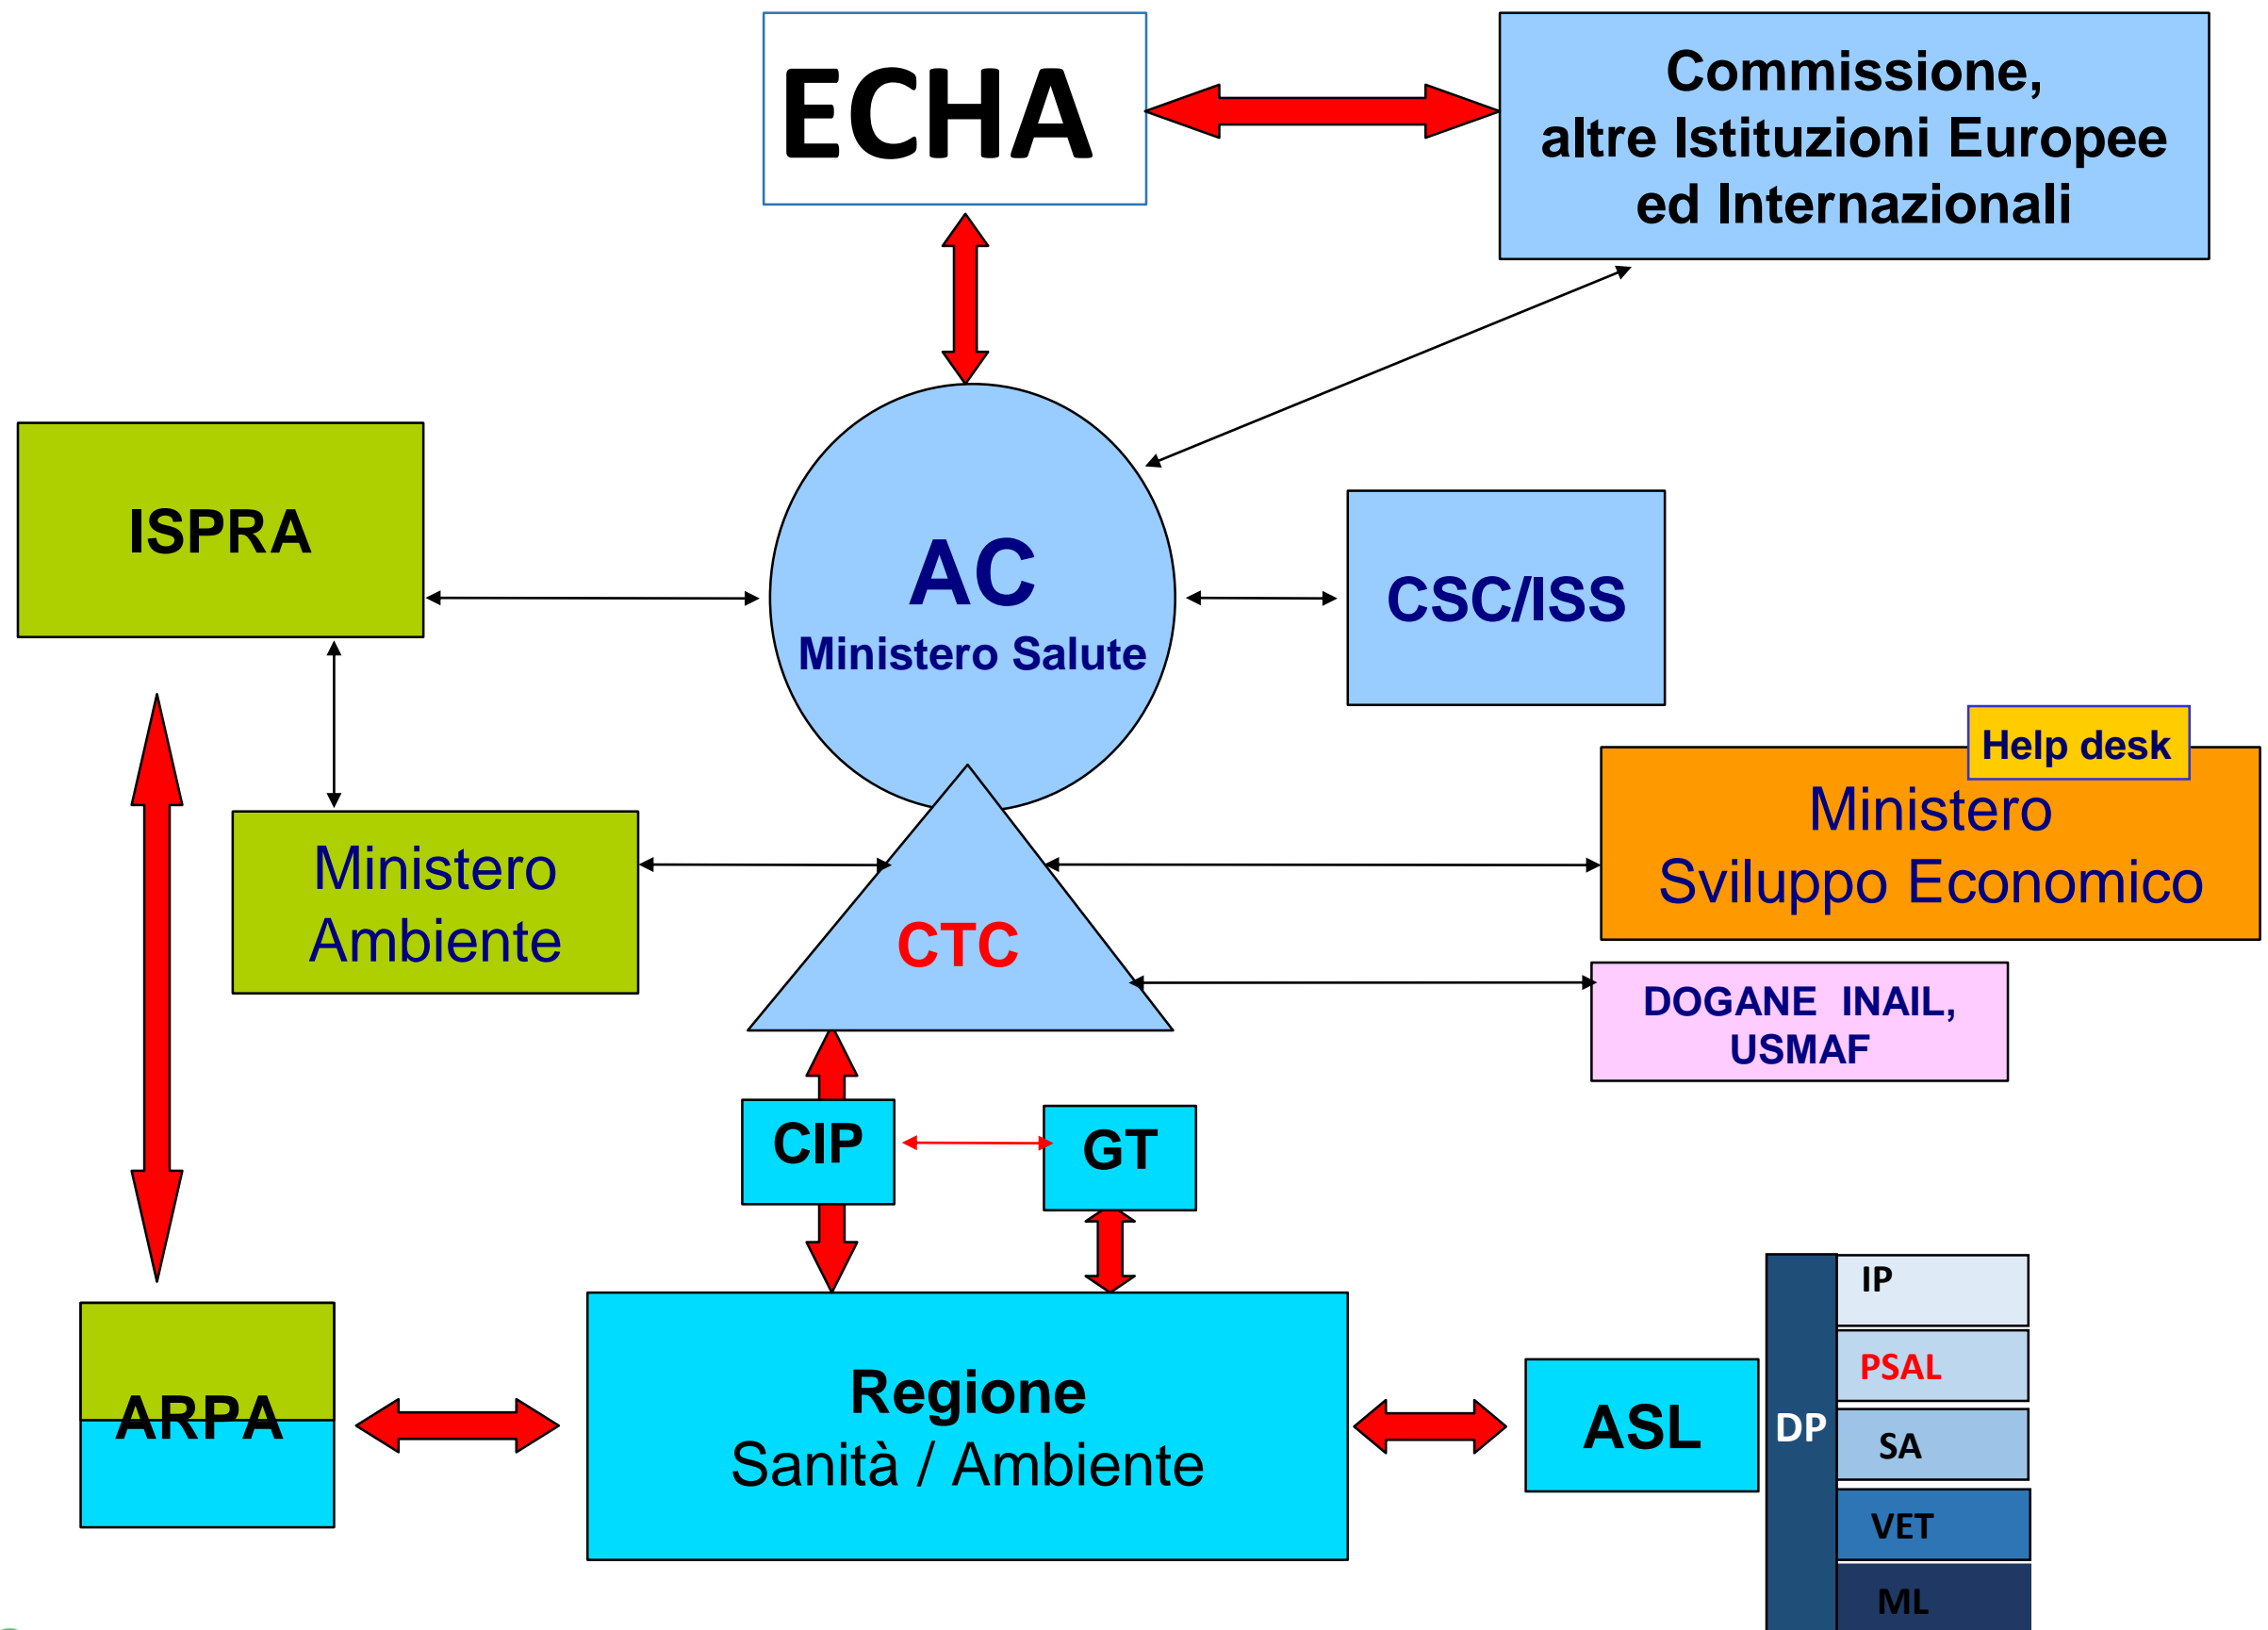 ECHA
Commissione,
altre Istituzioni Europee
ed Internazionali
ISPRA
AC
Ministero Salute
CSC/ISS
Help desk
Ministero
Sviluppo Economico
Ministero
Ambiente
CTC
DOGANE INAIL,
USMAF
CIP
GT
ARPA
Regione
Sanità / Ambiente
ASL
DP
IP
PSAL
SA
VET
ML